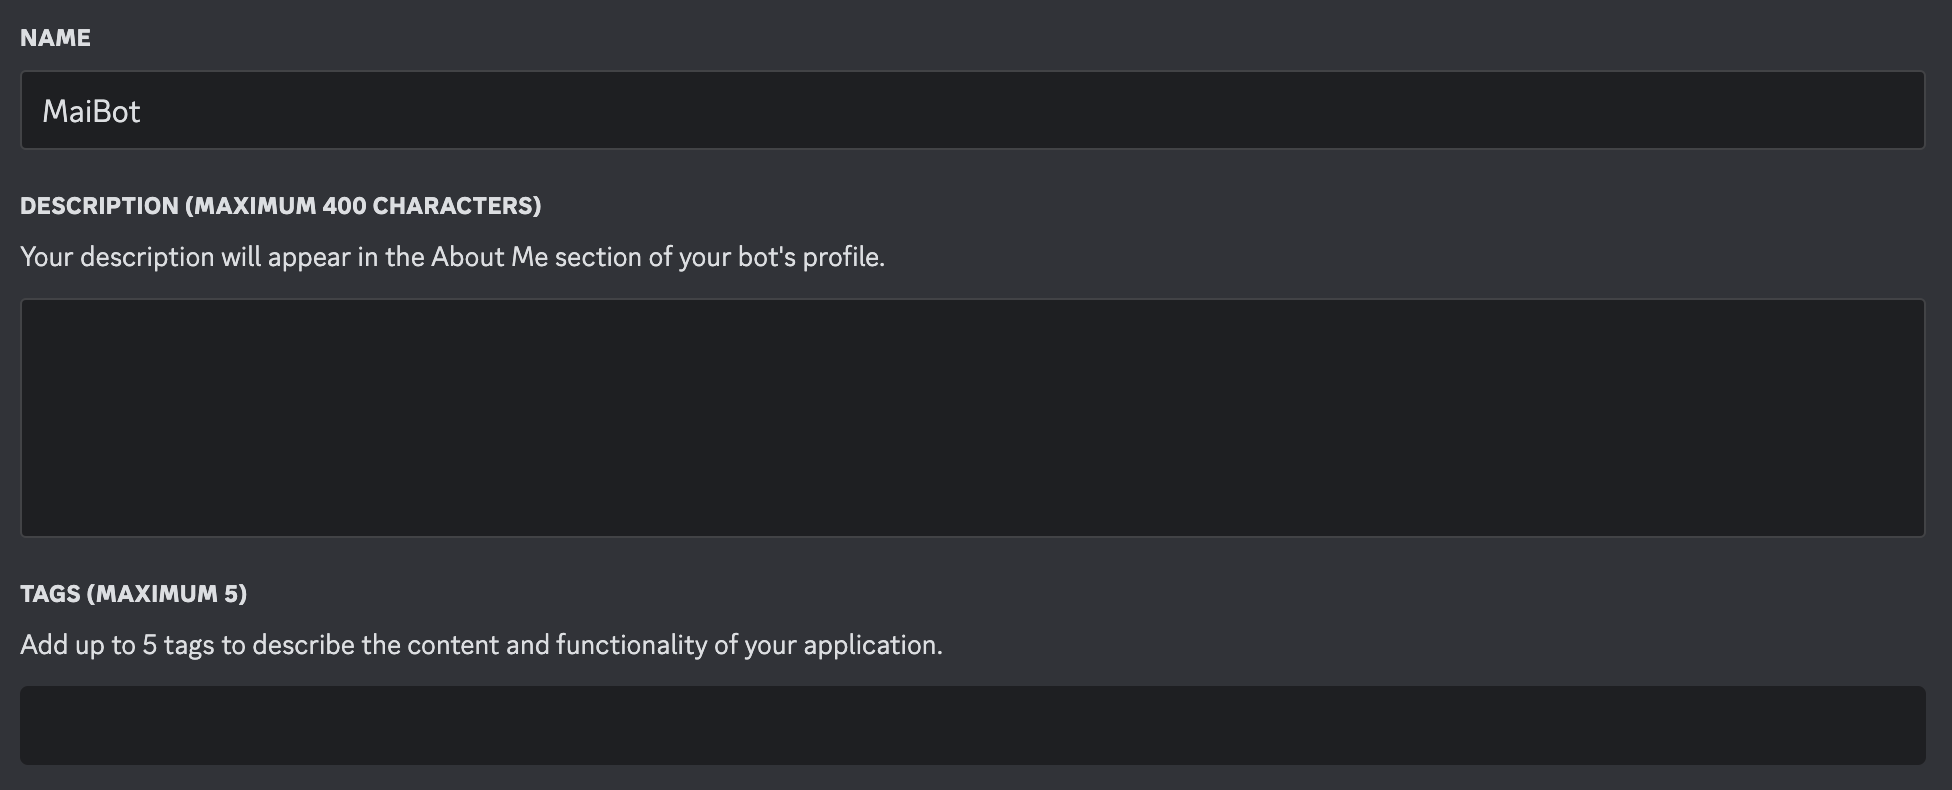 NAME
MaiBot
DESCRIPTION (MAXIMUM 400 CHARACTERS)
Your description will appear in the About Me section of your bot's profile.
TAGS (MAXIMUM 5)
Add up to 5 tags to describe the content and functionality of your application.